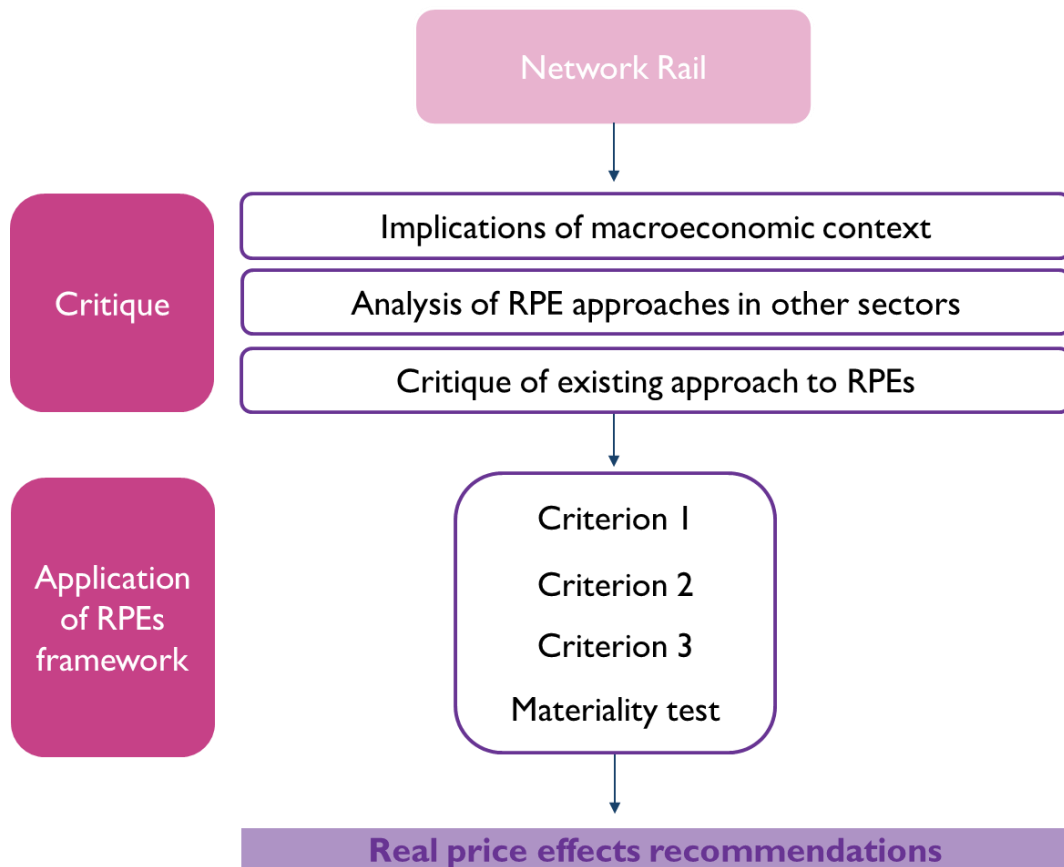 Network Rail
Critique
Implications of macroeconomic context
Analysis of RPE approaches in other sectors
Critique of existing approach to RPEs
Application
of RPEs
framework
Criterion 1
Criterion 2
Criterion 3
Materiality test
Real price effects recommendations